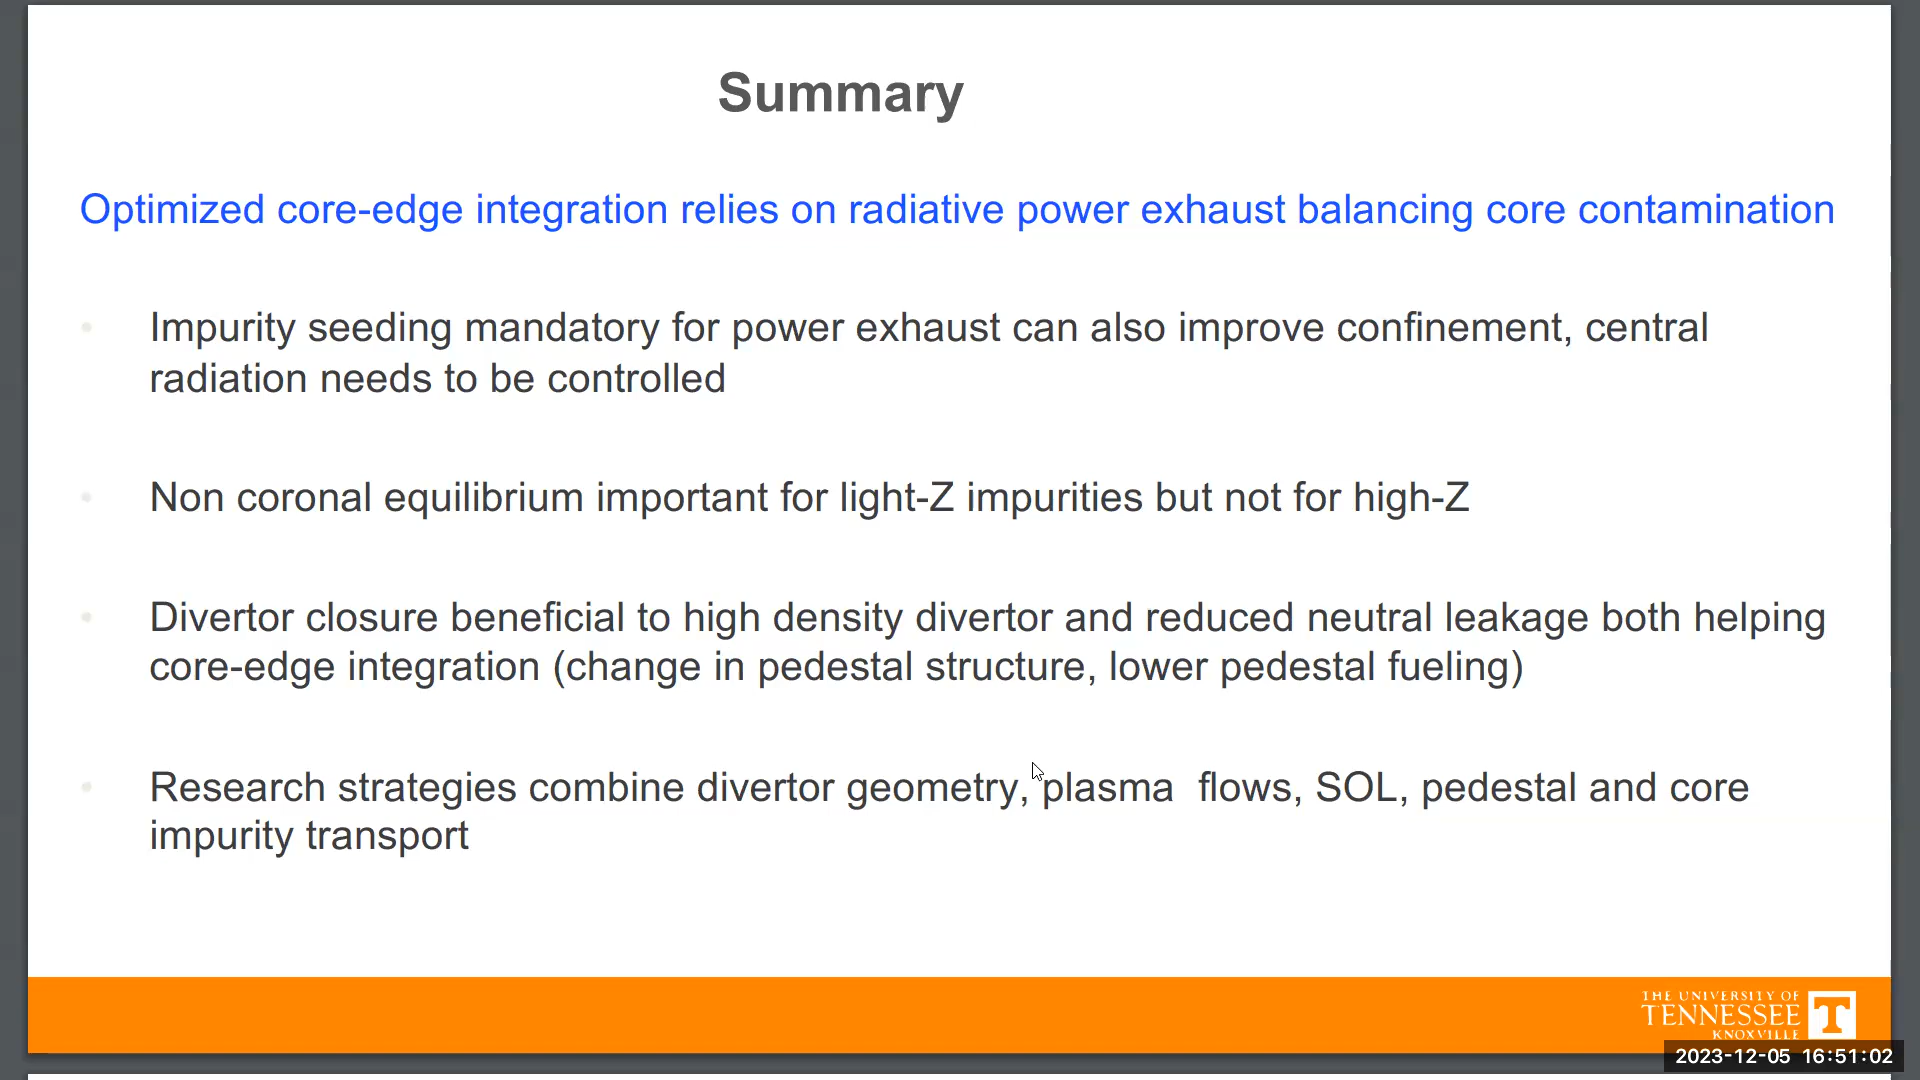 Summary
Optimized core-edge integration relies on radiative power exhaust balancing core contamination
Impurity seeding mandatory for power exhaust can also improve confinement, central
radiation needs to be controlled
Non coronal equilibrium important for light-Z impurities but not for high-Z
Divertor closure beneficial to high density divertor and reduced neutral leakage both helping
core-edge integration (change in pedestal structure, lower pedestal fueling)
Research strategies combine divertor geometry, plasma  flows, SOL, pedestal and core
impurity transport
THE UNIVERSITY OF
TENNESSEE
KNOXVILLE
T
2023-12-05 16:51:02